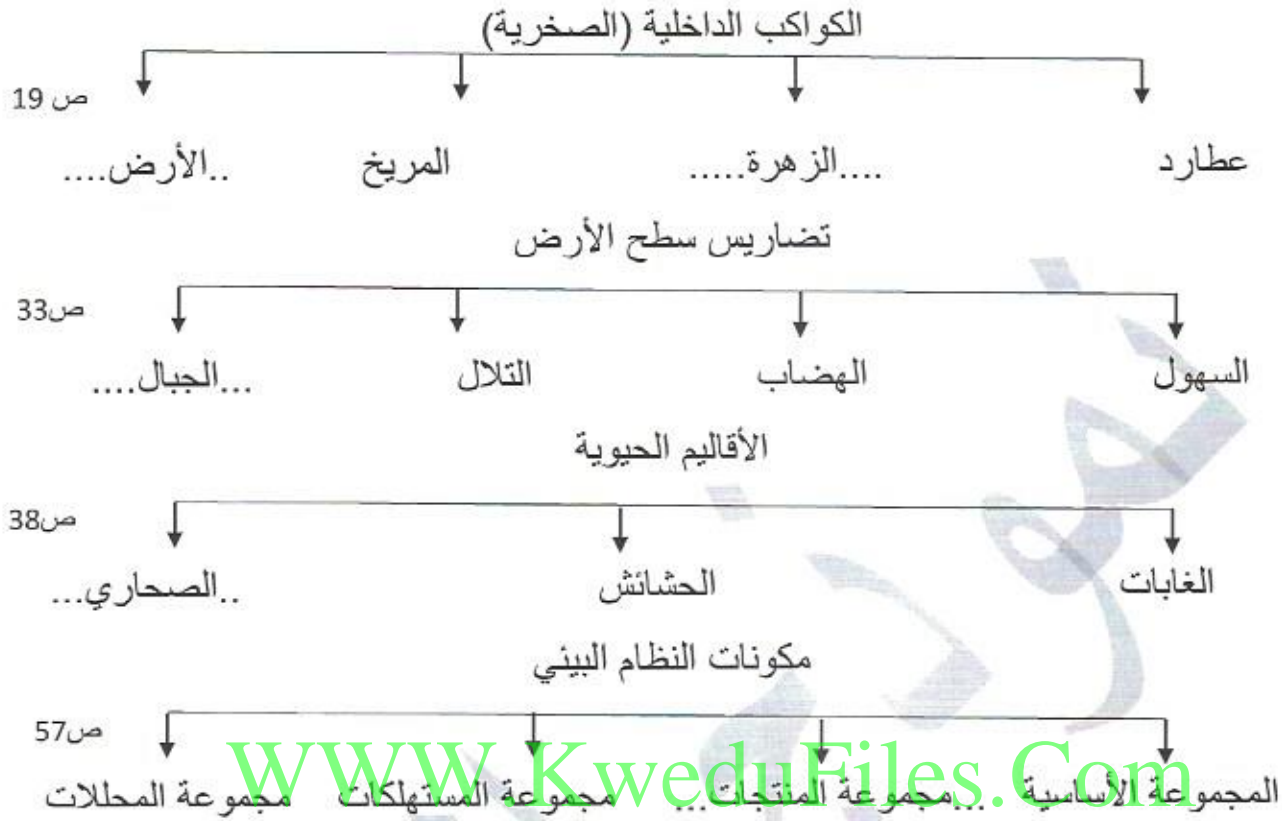 الكواكب الداخلية (الصخرية)
ص 19
عطارد ....الزهرة..... المريخ ..الأرض....
تضاريس سطح الأرض
ص33
السهول الهضاب التلال ...الجبال....
الأقاليم الحيوية
ص38
الغابات الحشائش ..الصحاري...
مكونات النظام البيئي
ص57
المجموعة الأساسية ...مجموعة المنتجات... مجموعة المستهلكات مجموعة المحللات
WWW.KweduFiles.Com